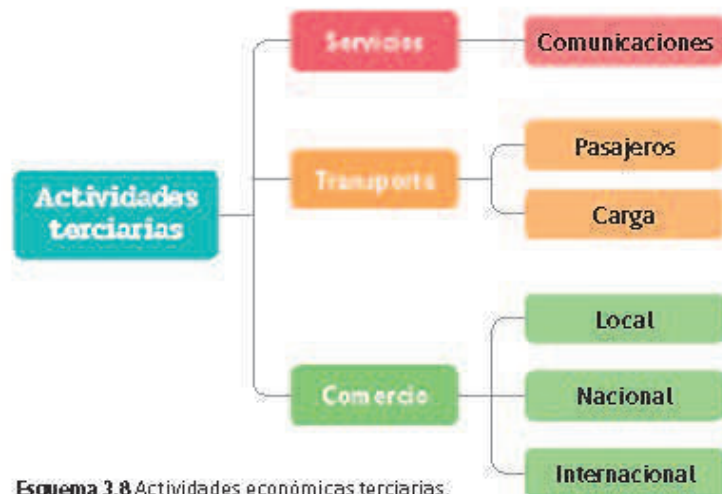 Servicios
Comunicaciones
Actividades
terciarias
Transporte
Pasajeros
Carga
Comercio
Local
Nacional
Internacional
Esquema 3.8 Actividades económicas terciarias